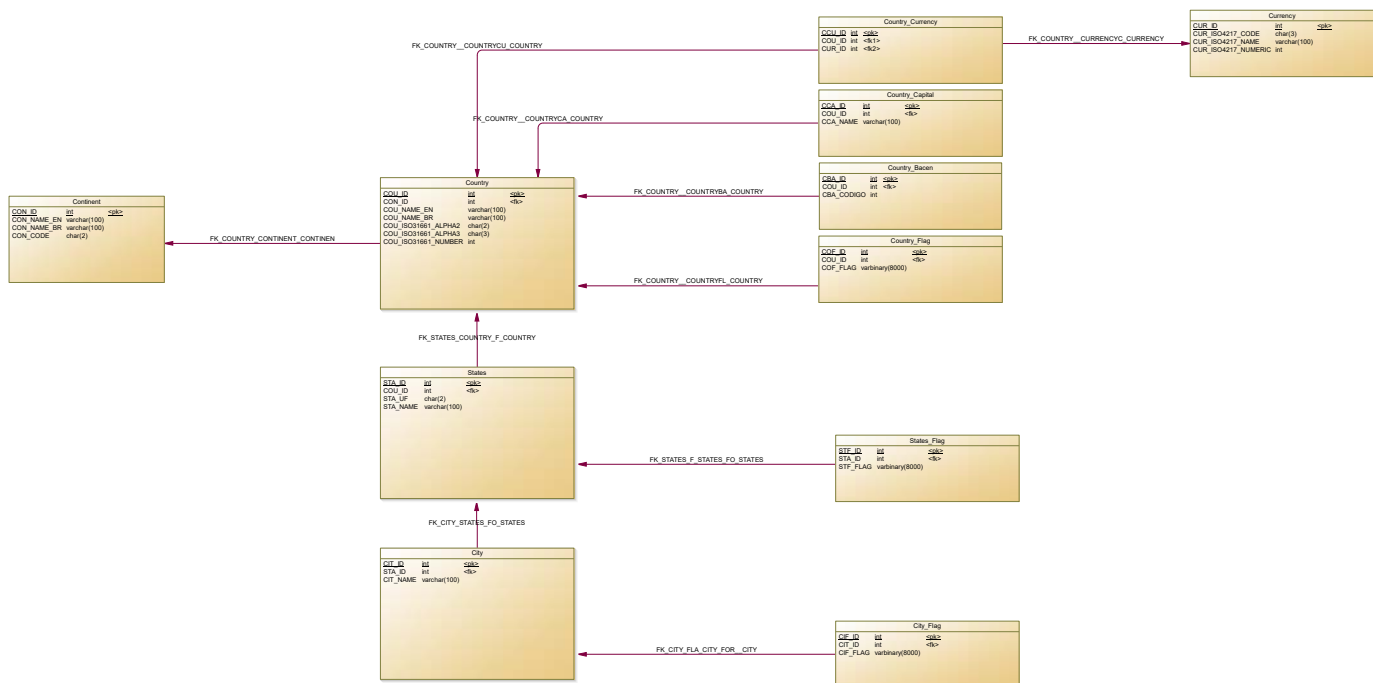 Country_Currency
CCU_ID int <pk>
COU_ID int <fk1>
CUR_ID int <fk2>
Currency
CUR_ID int <pk>
CUR_ISO4217_CODE char(3)
CUR_ISO4217_NAME varchar(100)
CUR_ISO4217_NUMERIC int
FK_COUNTRY__COUNTRYCU_COUNTRY
FK_COUNTRY__CURRENCYC_CURRENCY
Country_Capital
CCA_ID int <pk>
COU_ID int <fk>
CCA_NAME varchar(100)
FK_COUNTRY__COUNTRYCA_COUNTRY
Country_Bacen
CBA_ID int <pk>
COU_ID int <fk>
CBA_CODIGO int
FK_COUNTRY__COUNTRYBA_COUNTRY
Country
COU_ID int <pk>
CON_ID int <fk>
COU_NAME_EN varchar(100)
COU_NAME_BR varchar(100)
COU_ISO31661_ALPHA2 char(2)
COU_ISO31661_ALPHA3 char(3)
COU_ISO31661_NUMBER int
Continent
CON_ID int <pk>
CON_NAME_EN varchar(100)
CON_NAME_BR varchar(100)
CON_CODE char(2)
FK_COUNTRY_CONTINENT_CONTINEN
Country_Flag
COF_ID int <pk>
COU_ID int <fk>
COF_FLAG varbinary(8000)
FK_COUNTRY__COUNTRYFL_COUNTRY
FK_STATES_COUNTRY_F_COUNTRY
States
STA_ID int <pk>
COU_ID int <fk>
STA_UF char(2)
STA_NAME varchar(100)
States_Flag
STF_ID int <pk>
STA_ID int <fk>
STF_FLAG varbinary(8000)
FK_STATES_F_STATES_FO_STATES
FK_CITY_STATES_FO_STATES
City
CIT_ID int <pk>
STA_ID int <fk>
CIT_NAME varchar(100)
City_Flag
CIF_ID int <pk>
CIT_ID int <fk>
CIF_FLAG varbinary(8000)
FK_CITY_FLA_CITY_FOR__CITY